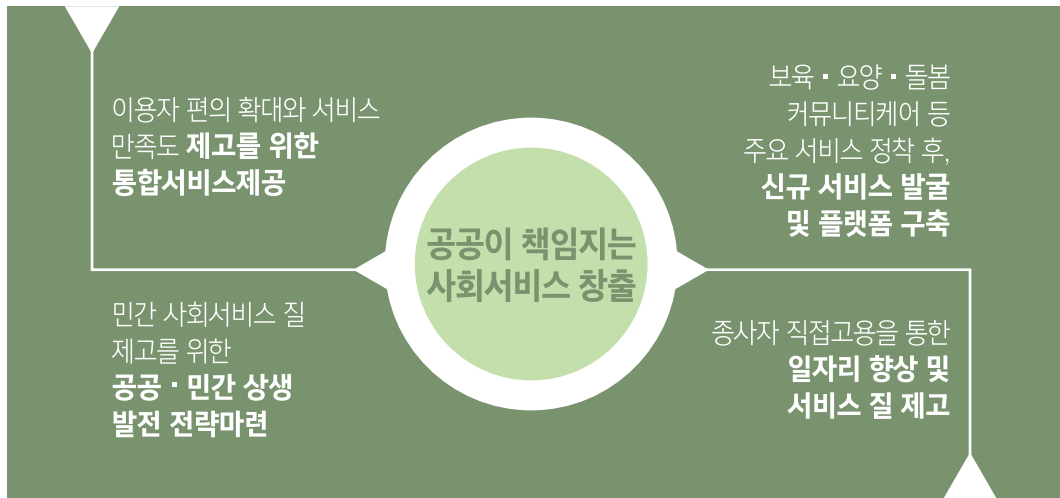 이용자 편의 확대와 서비스
만족도 제고를 위한
통합서비스제공
민간 사회서비스 질
제고를 위한
공공 · 민간 상생
발전 전략마련
공공이 책임지는
사회서비스 창출
보육 · 요양 · 돌봄
커뮤니티케어 등
주요 서비스 정착 후,
신규 서비스 발굴
및 플랫폼 구축
종사자 직접고용을 통한
일자리 향상 및
서비스 질 제고